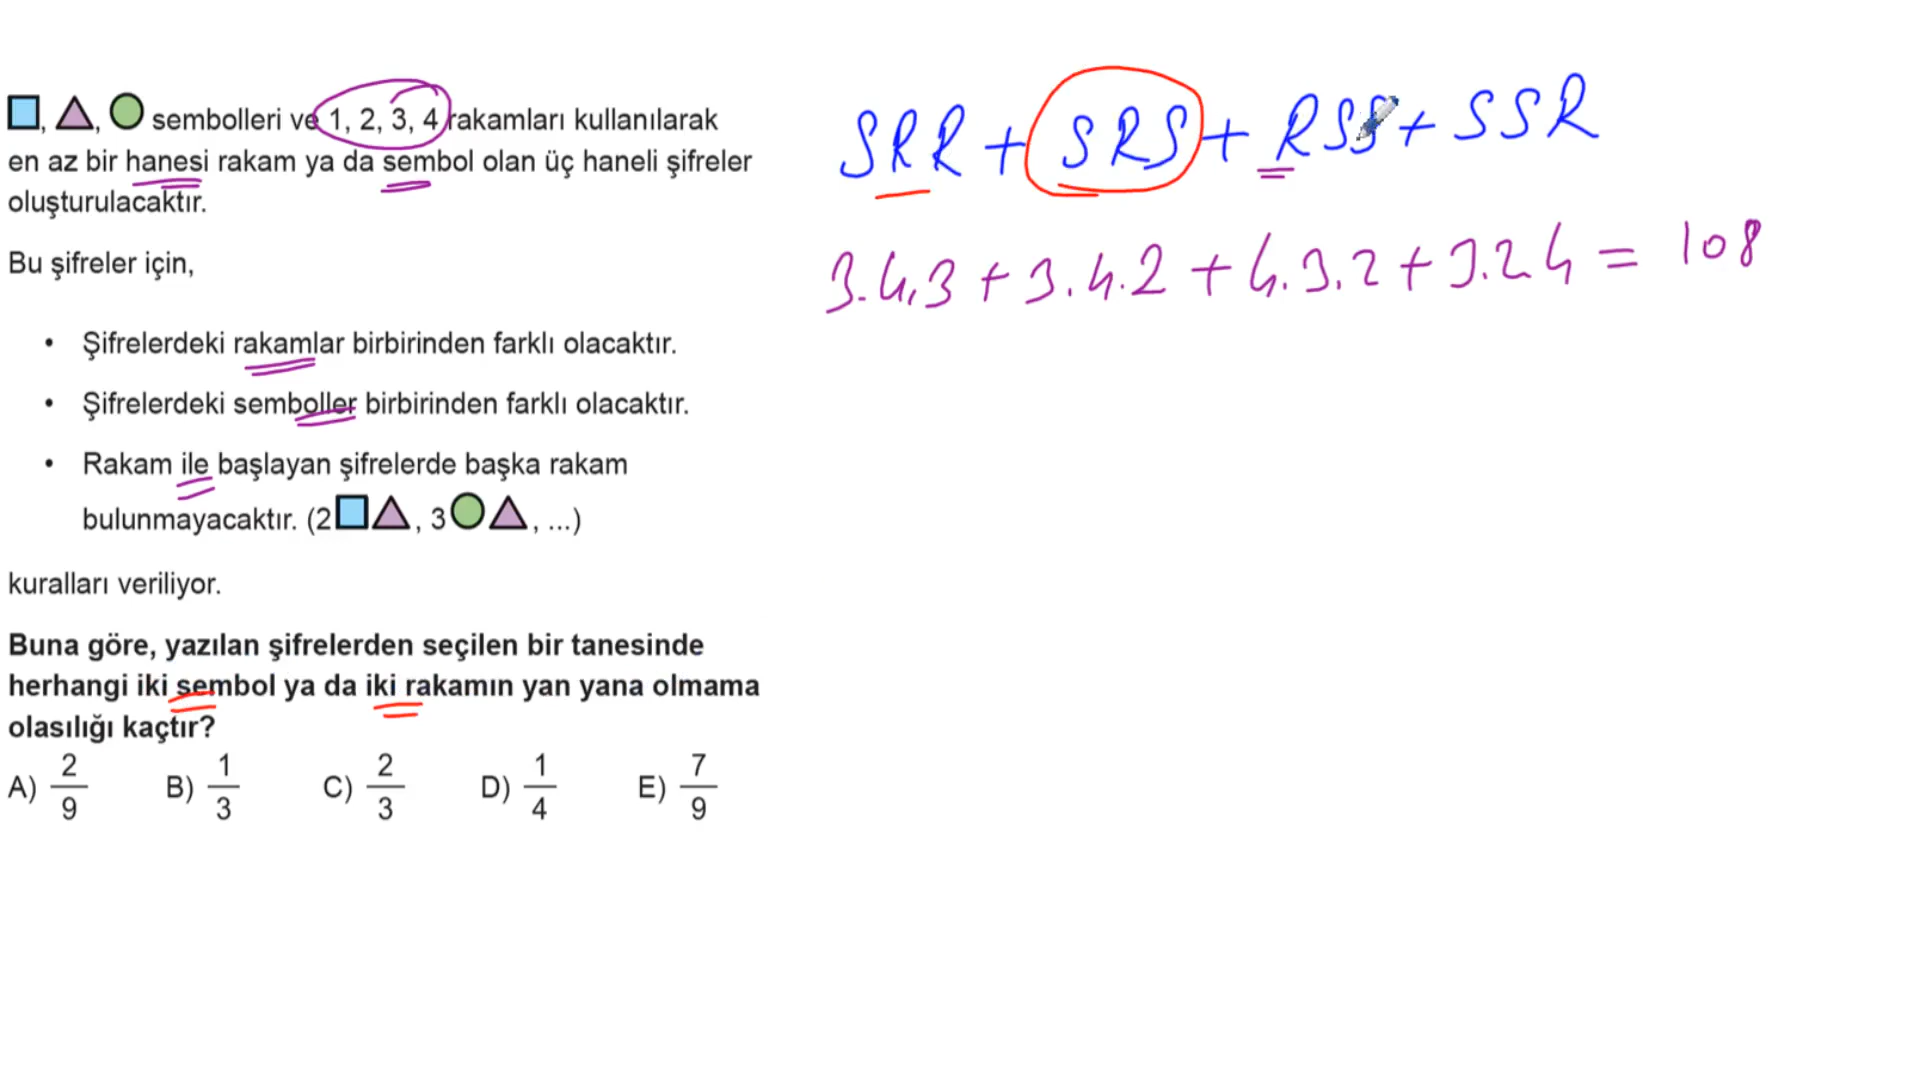 , , sembolleri ve 1, 2, 3, 4 rakamları kullanılarak
en az bir hanesi rakam ya da sembol olan üç haneli şifreler
oluşturulacaktır.
Bu şifreler için,
• Şifrelerdeki rakamlar birbirinden farklı olacaktır.
• Şifrelerdeki semboller birbirinden farklı olacaktır.
• Rakam ile başlayan şifrelerde başka rakam
bulunmayacaktır. (2 , 3 , ...)
kuralları veriliyor.
Buna göre, yazılan şifrelerden seçilen bir tanesinde
herhangi iki sembol ya da iki rakamın yan yana olmama
olasılığı kaçtır?
A) 2/9 B) 1/3 C) 2/3 D) 1/4 E) 7/9
SRR + SRS + RSS + SSR
3.4.3 + 3.4.2 + 4.3.2 + 3.2.4 = 108